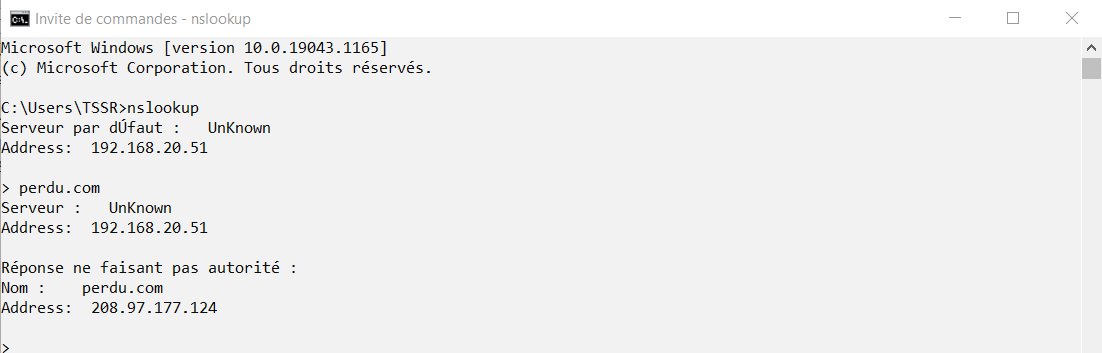 Invite de commandes - nslookup
Microsoft Windows [version 10.0.19043.1165]
(c) Microsoft Corporation. Tous droits réservés.
C:\Users\TSSR>nslookup
Serveur par dÚfaut :   UnKnown
Address:  192.168.20.51
> perdu.com
Serveur :   UnKnown
Address:  192.168.20.51
Réponse ne faisant pas autorité :
Nom :    perdu.com
Address:  208.97.177.124
>